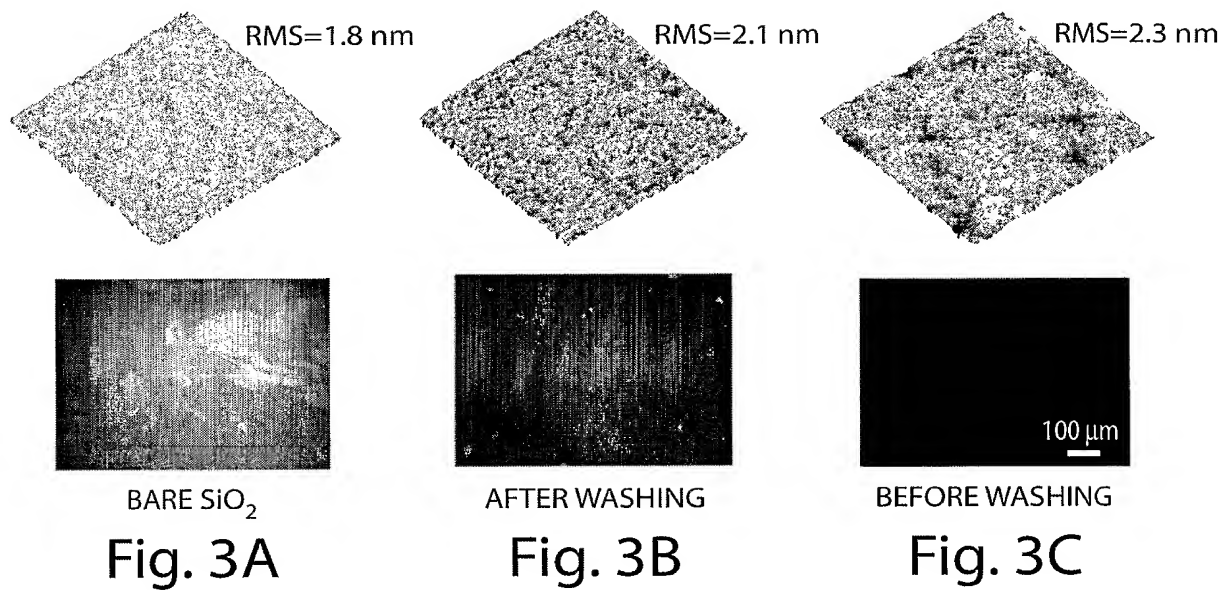 RMS=1.8 nm
RMS=2.1 nm
RMS=2.3 nm
100 µm
BARE SiO₂
AFTER WASHING
BEFORE WASHING
Fig. 3A
Fig. 3B
Fig. 3C